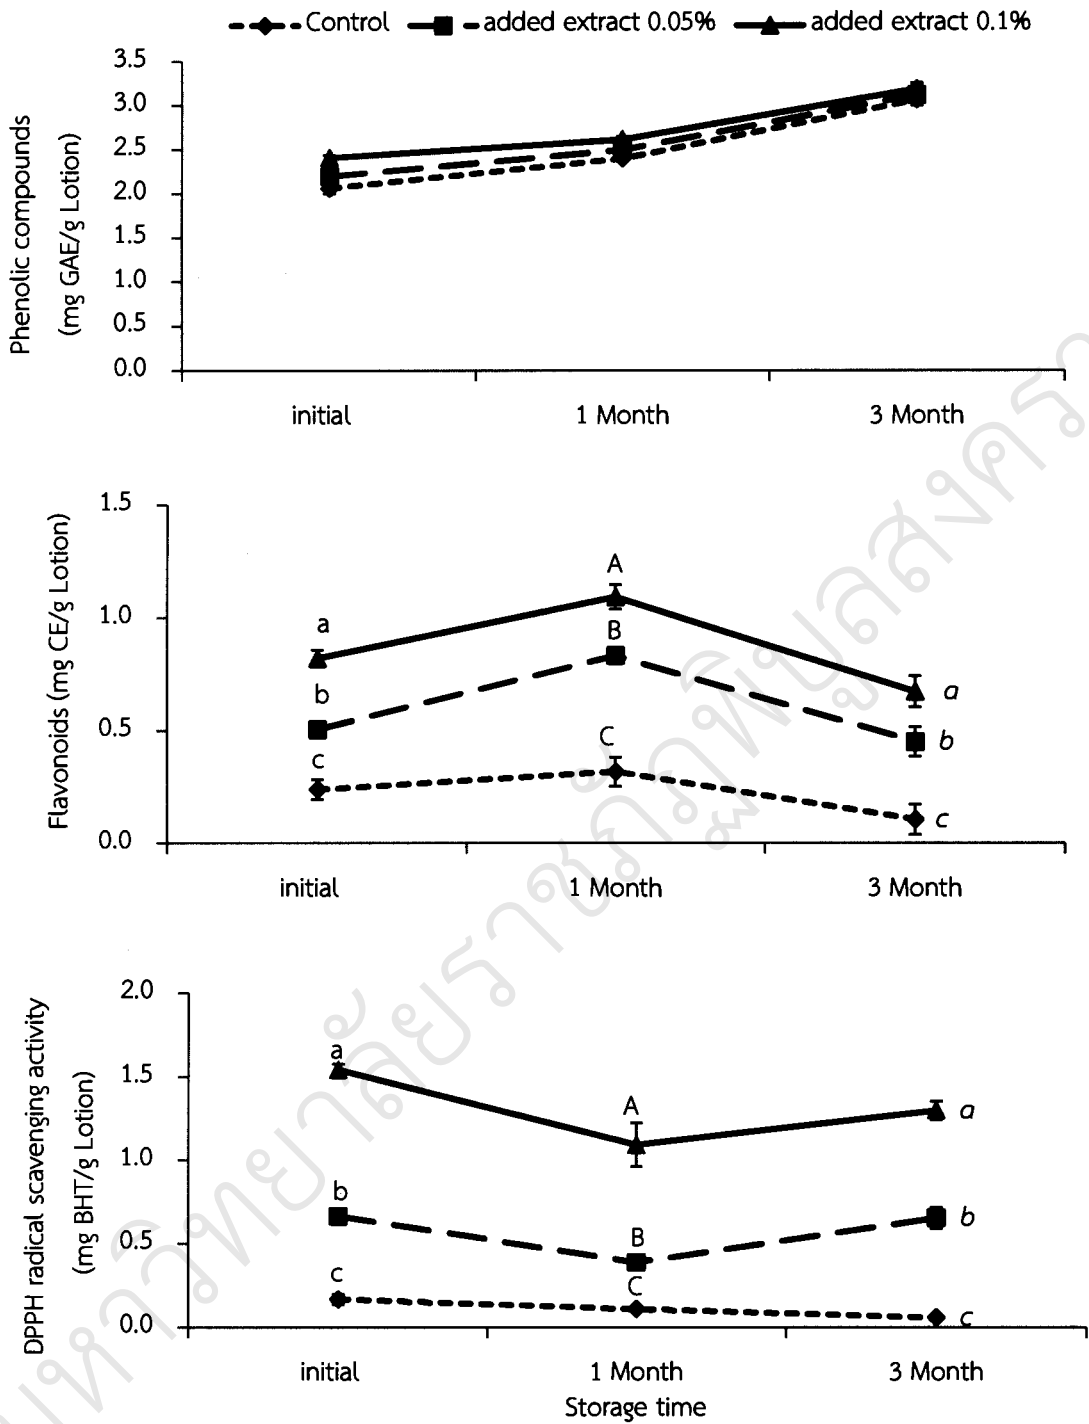 Control added extract 0.05% added extract 0.1%
3.5
3.0
2.5
2.0
1.5
1.0
0.5
0.0
Phenolic compounds
(mg GAE/g Lotion)
initial 1 Month 3 Month
1.5
1.0
0.5
0.0
Flavonoids (mg CE/g Lotion)
a A
b B a
c C b
c
initial 1 Month 3 Month
2.0
1.5
1.0
0.5
0.0
DPPH radical scavenging activity
(mg BHT/g Lotion)
a A a
b B b
c C c
initial 1 Month 3 Month
Storage time